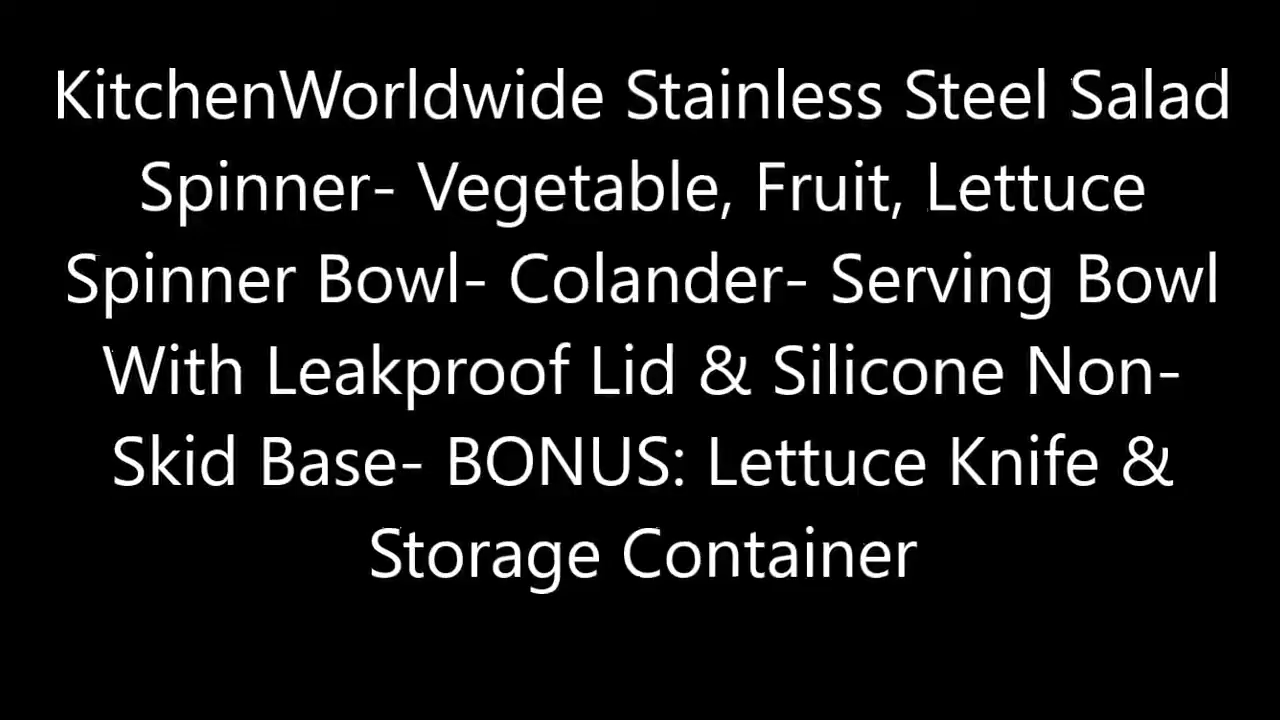 KitchenWorldwide Stainless Steel Salad
Spinner- Vegetable, Fruit, Lettuce
Spinner Bowl- Colander- Serving Bowl
With Leakproof Lid & Silicone Non-
Skid Base- BONUS: Lettuce Knife &
Storage Container